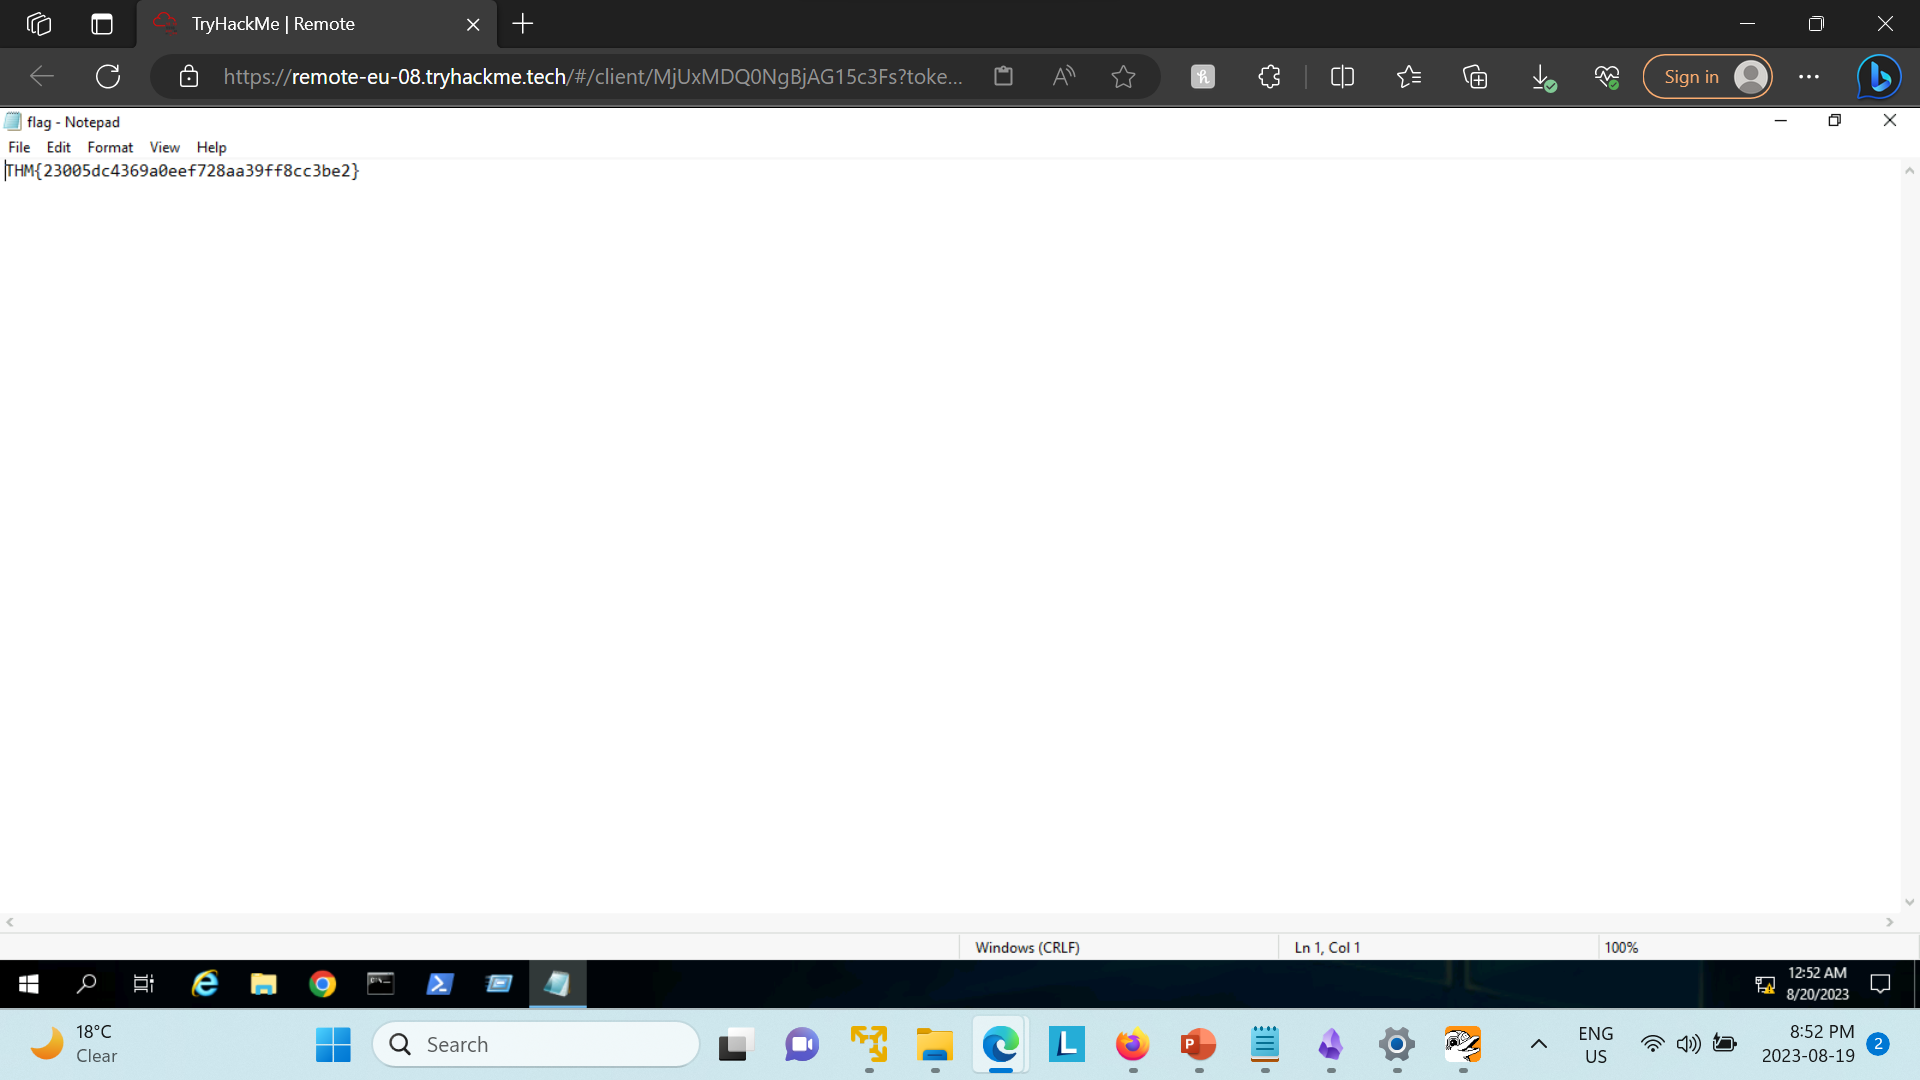 TryHackMe | Remote
https://remote-eu-08.tryhackme.tech/#/client/MjUxMDQ0NgBjAG15c3Fs?toke...
Sign in
flag - Notepad
File Edit Format View Help
THM{23005dc4369a0eef728aa39ff8cc3be2}
Windows (CRLF)
Ln 1, Col 1
100%
12:52 AM
8/20/2023
18°C
Clear
Search
ENG
US
8:52 PM
2023-08-19
2